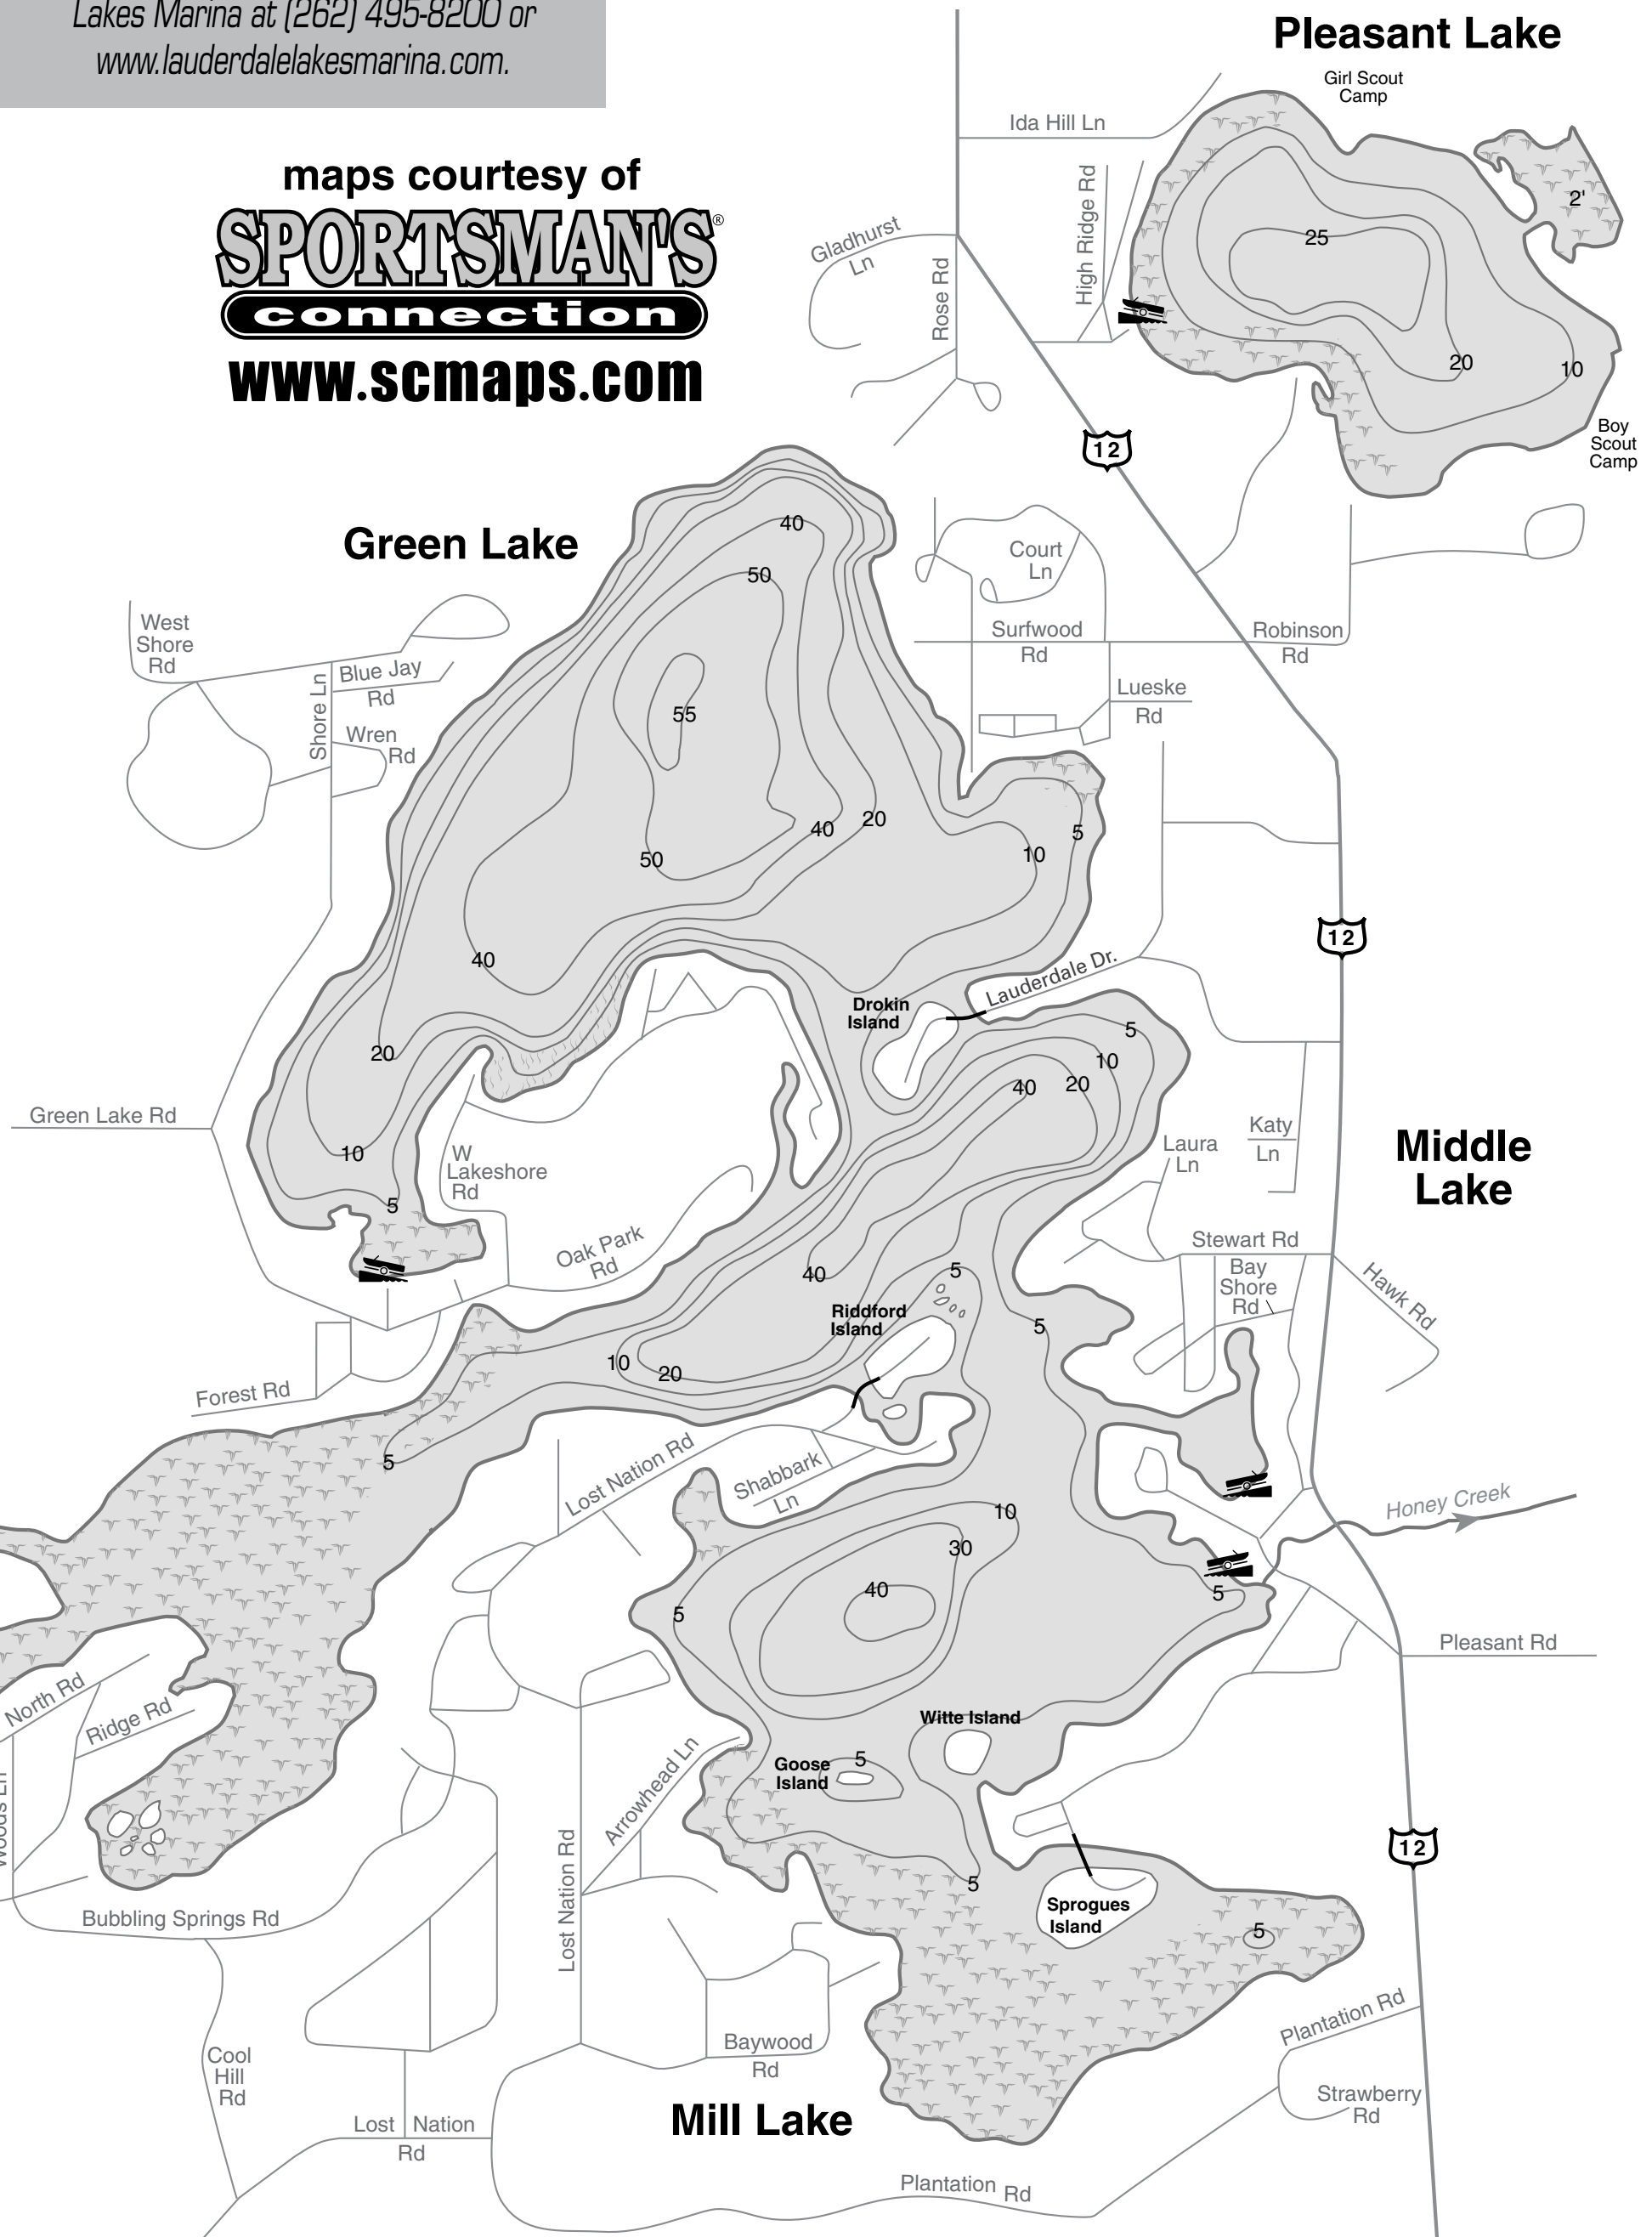 Lakes Marina at (262) 495-8200 or
www.lauderdalelakesmarina.com.
Pleasant Lake
Girl Scout
Camp
Ida Hill Ln
maps courtesy of
SPORTSMAN'S®
connection
www.scmaps.com
High Ridge Rd
Gladhurst
Ln
Rose Rd
2'
25
20
10
Boy
Scout
Camp
12
Green Lake
40
50
Court
Ln
West
Shore
Rd
Surfwood
Rd
Robinson
Rd
Blue Jay
Rd
Shore Ln
Lueske
Rd
55
Wren
Rd
40
20
5
10
50
12
40
Lauderdale Dr.
Drokin
Island
5
20
10
40
20
Green Lake Rd
Katy
Ln
Middle
Lake
10
W
Lakeshore
Rd
Laura
Ln
5
Oak Park
Rd
Stewart Rd
40
5
Bay
Shore
Rd
Hawk Rd
Riddford
Island
5
10
20
Forest Rd
5
Lost Nation Rd
Shabbark
Ln
10
Honey Creek
30
40
5
5
Pleasant Rd
North Rd
Ridge Rd
Witte Island
Goose
Island
5
Arrowhead Ln
Woods Ln
12
Lost Nation Rd
5
Sprogues
Island
5
Bubbling Springs Rd
Plantation Rd
Baywood
Rd
Cool
Hill
Rd
Strawberry
Rd
Mill Lake
Lost Nation
Rd
Plantation
Rd